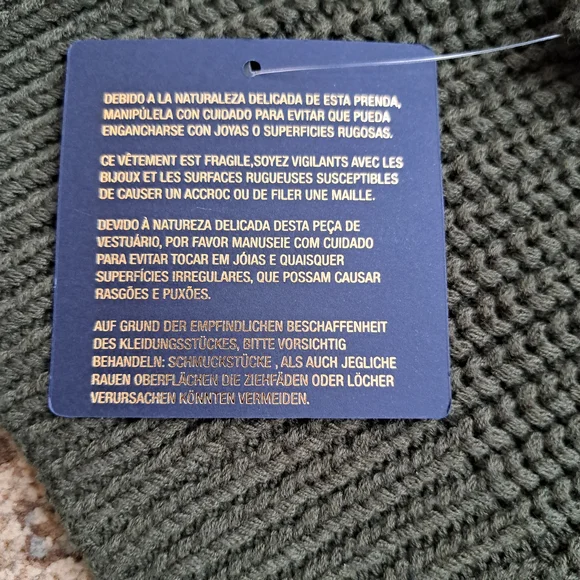 DEBIDO A LA NATURALEZA DELICADA DE ESTA PRENDA,
MANIPÚLELA CON CUIDADO PARA EVITAR QUE PUEDA
ENGANCHARSE CON JOYAS O SUPERFICIES RUGOSAS.
CE VÊTEMENT EST FRAGILE,SOYEZ VIGILANTS AVEC LES
BIJOUX ET LES SURFACES RUGUEUSES SUSCEPTIBLES
DE CAUSER UN ACCROC OU DE FILER UNE MAILLE.
DEVIDO À NATUREZA DELICADA DESTA PEÇA DE
VESTUÁRIO, POR FAVOR MANUSEIE COM CUIDADO
PARA EVITAR TOCAR EM JÓIAS E QUAISQUER
SUPERFÍCIES IRREGULARES, QUE POSSAM CAUSAR
RASGÕES E PUXÕES.
AUF GRUND DER EMPFINDLICHEN BESCHAFFENHEIT
DES KLEIDUNGSSTÜCKES, BITTE VORSICHTIG
BEHANDELN: SCHMUCKSTÜCKE , ALS AUCH JEGLICHE
RAUEN OBERFLÄCHEN DIE ZIEHFÄDEN ODER LÖCHER
VERURSACHEN KÖNNTEN VERMEIDEN.